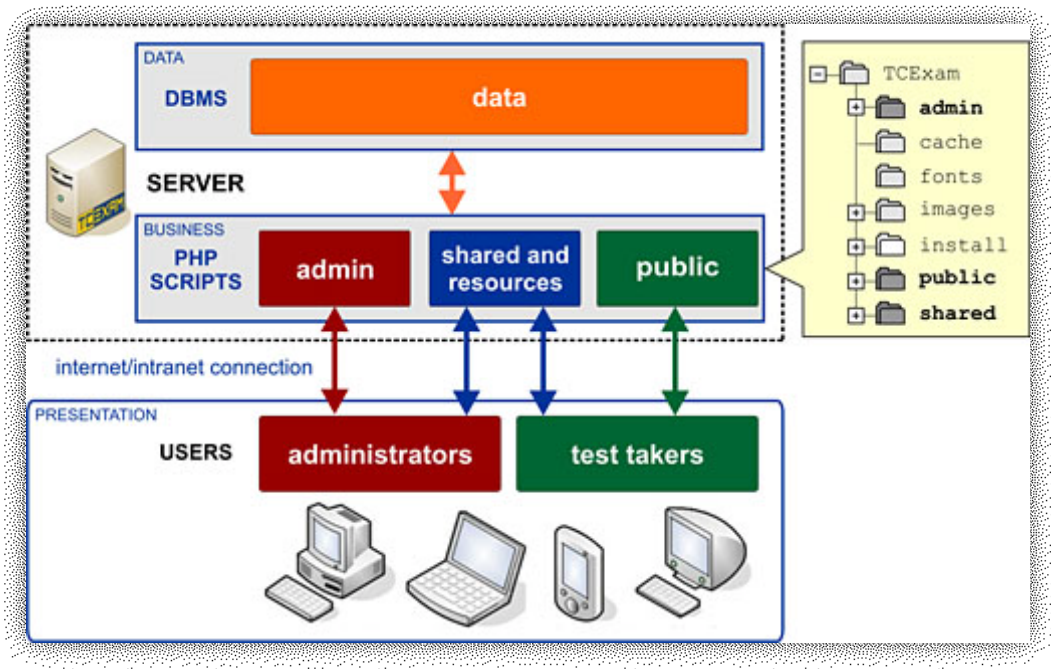 DATA
DBMS
data
SERVER
TCEXAM
BUSINESS
PHP
SCRIPTS
admin
shared and
resources
public
internet/intranet connection
PRESENTATION
USERS
administrators
test takers
TCExam
admin
cache
fonts
images
install
public
shared